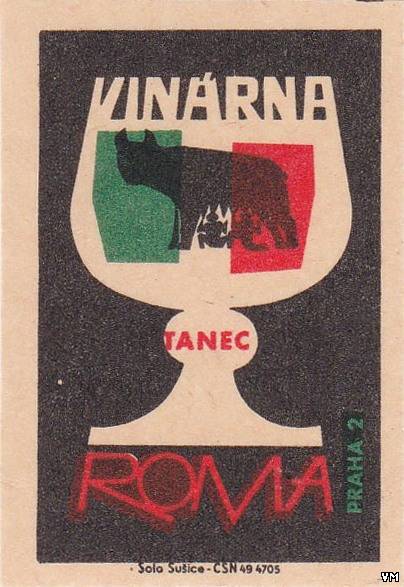 VINÁRNA
TANEC
ROMA
PRAHA 2
· Solo Sušice - ČSN 49 4705
VM